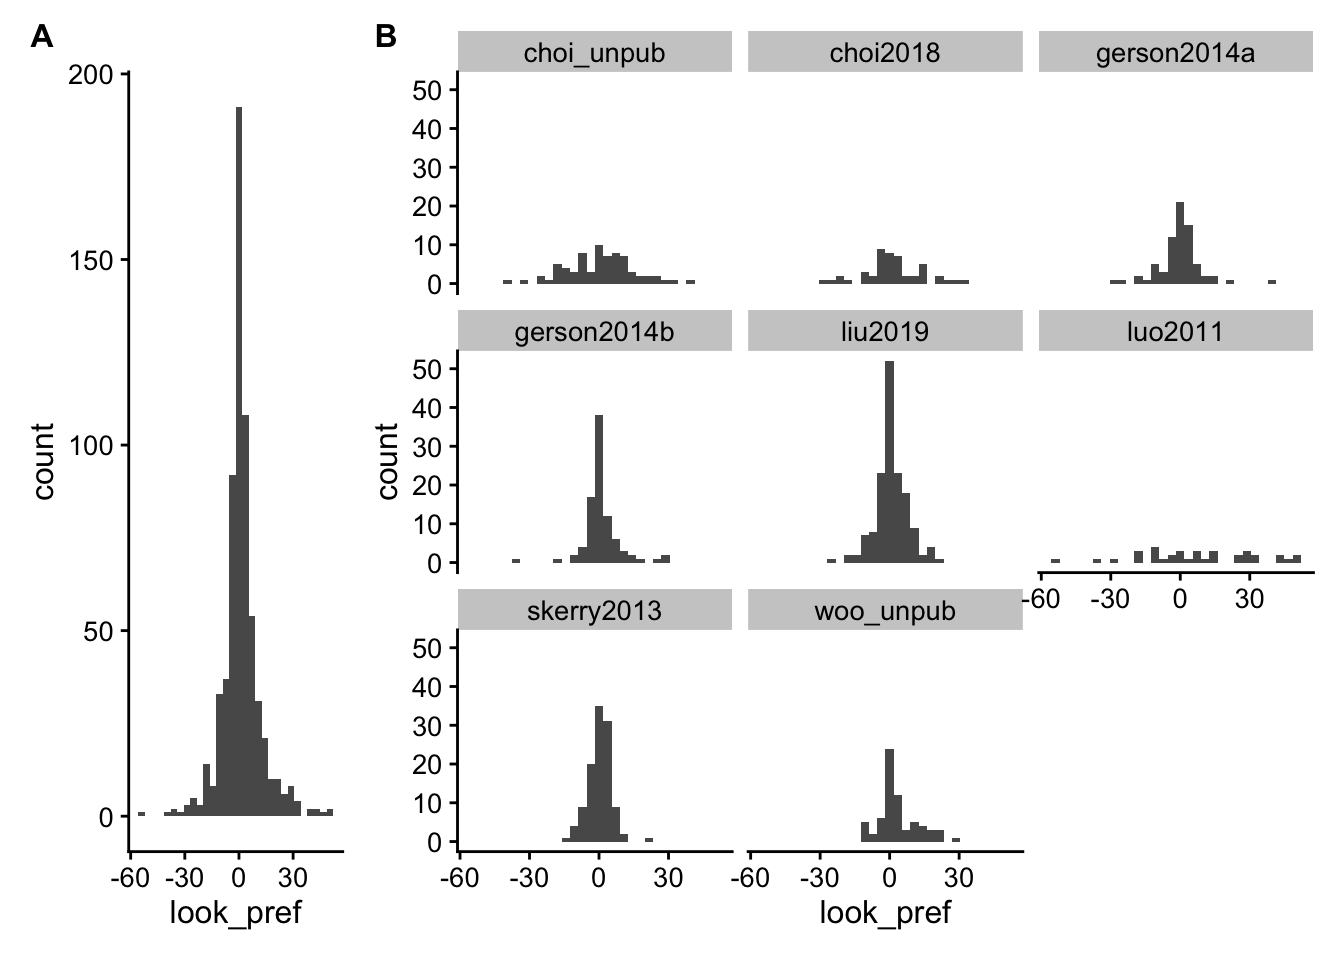 A
count
200
150
100
50
0
-60 -30 0 30
look_pref
B
count
choi_unpub choi2018 gerson2014a
50
40
30
20
10
0
gerson2014b liu2019 luo2011
50
40
30
20
10
0
-60 -30 0 30
skerry2013 woo_unpub
50
40
30
20
10
0
-60 -30 0 30 -60 -30 0 30
look_pref